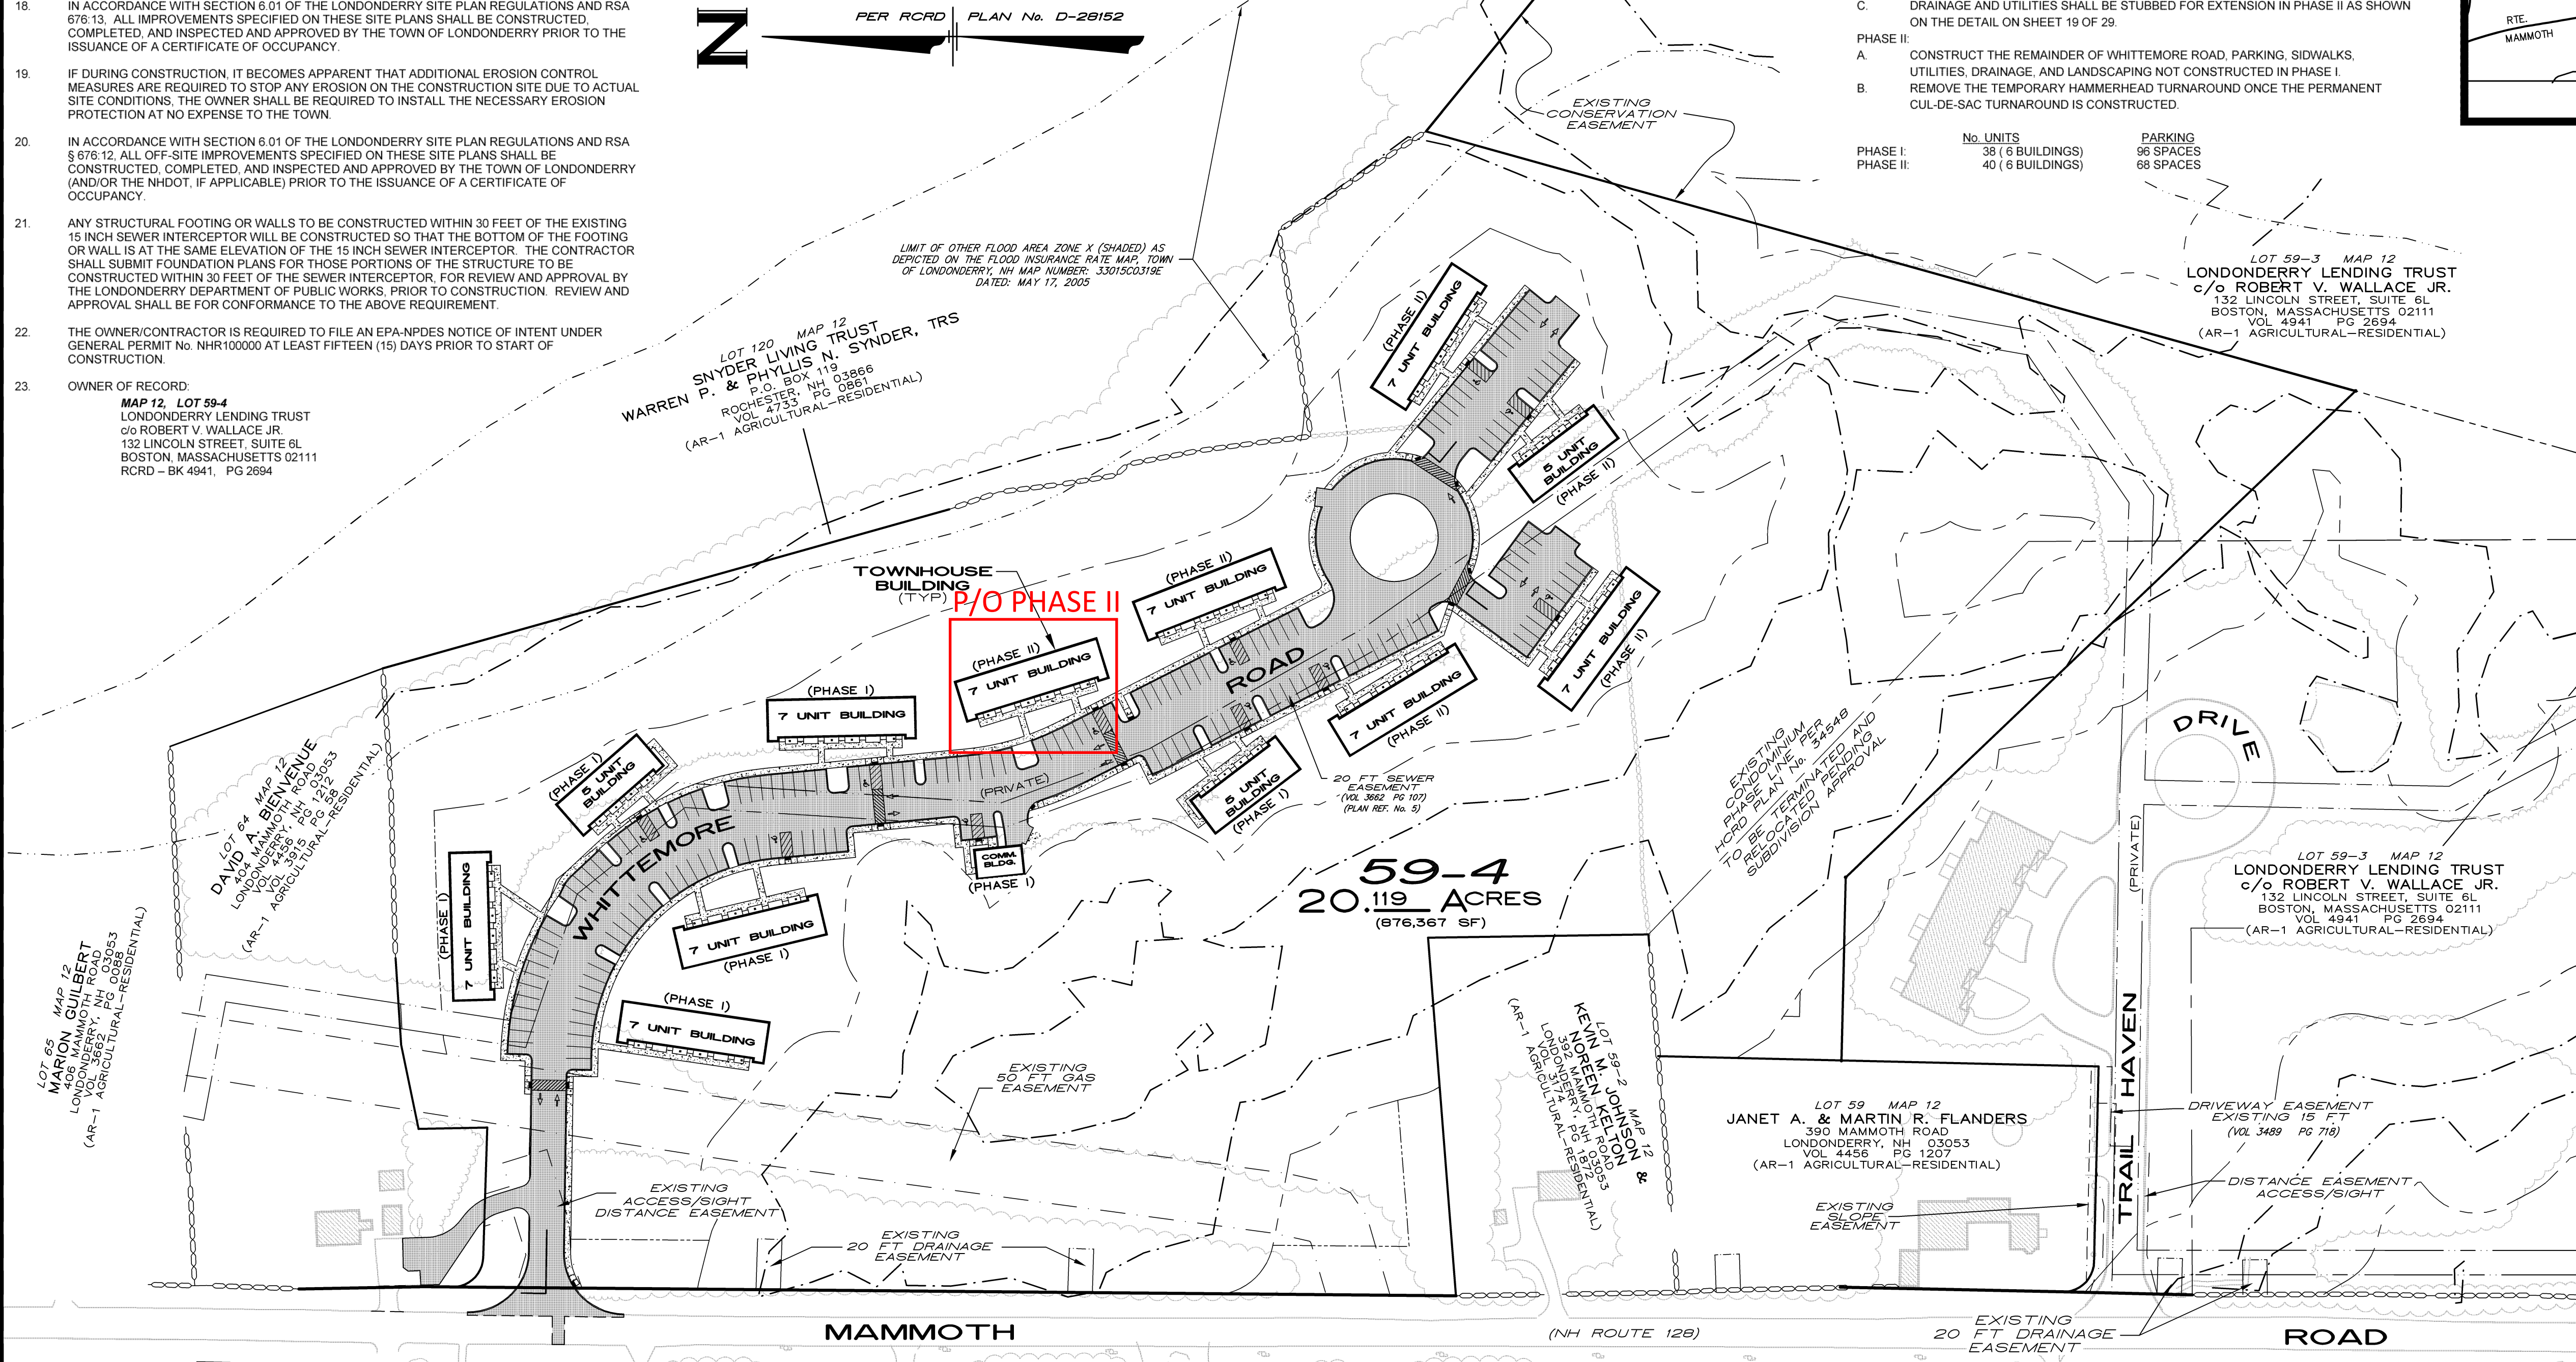 18. IN ACCORDANCE WITH SECTION 6.01 OF THE LONDONDERRY SITE PLAN REGULATIONS AND RSA
676:13, ALL IMPROVEMENTS SPECIFIED ON THESE SITE PLANS SHALL BE CONSTRUCTED,
COMPLETED, AND INSPECTED AND APPROVED BY THE TOWN OF LONDONDERRY PRIOR TO THE
ISSUANCE OF A CERTIFICATE OF OCCUPANCY.
19. IF DURING CONSTRUCTION, IT BECOMES APPARENT THAT ADDITIONAL EROSION CONTROL
MEASURES ARE REQUIRED TO STOP ANY EROSION ON THE CONSTRUCTION SITE DUE TO ACTUAL
SITE CONDITIONS, THE OWNER SHALL BE REQUIRED TO INSTALL THE NECESSARY EROSION
PROTECTION AT NO EXPENSE TO THE TOWN.
20. IN ACCORDANCE WITH SECTION 6.01 OF THE LONDONDERRY SITE PLAN REGULATIONS AND RSA
§ 676:12, ALL OFF-SITE IMPROVEMENTS SPECIFIED ON THESE SITE PLANS SHALL BE
CONSTRUCTED, COMPLETED, AND INSPECTED AND APPROVED BY THE TOWN OF LONDONDERRY
(AND/OR THE NHDOT, IF APPLICABLE) PRIOR TO THE ISSUANCE OF A CERTIFICATE OF
OCCUPANCY.
21. ANY STRUCTURAL FOOTING OR WALLS TO BE CONSTRUCTED WITHIN 30 FEET OF THE EXISTING
15 INCH SEWER INTERCEPTOR WILL BE CONSTRUCTED SO THAT THE BOTTOM OF THE FOOTING
OR WALL IS AT THE SAME ELEVATION OF THE 15 INCH SEWER INTERCEPTOR. THE CONTRACTOR
SHALL SUBMIT FOUNDATION PLANS FOR THOSE PORTIONS OF THE STRUCTURE TO BE
CONSTRUCTED WITHIN 30 FEET OF THE SEWER INTERCEPTOR, FOR REVIEW AND APPROVAL BY
THE LONDONDERRY DEPARTMENT OF PUBLIC WORKS, PRIOR TO CONSTRUCTION. REVIEW AND
APPROVAL SHALL BE FOR CONFORMANCE TO THE ABOVE REQUIREMENT.
22. THE OWNER/CONTRACTOR IS REQUIRED TO FILE AN EPA-NPDES NOTICE OF INTENT UNDER
GENERAL PERMIT No. NHR100000 AT LEAST FIFTEEN (15) DAYS PRIOR TO START OF
CONSTRUCTION.
23. OWNER OF RECORD:
MAP 12, LOT 59-4
LONDONDERRY LENDING TRUST
c/o ROBERT V. WALLACE JR.
132 LINCOLN STREET, SUITE 6L
BOSTON, MASSACHUSETTS 02111
RCRD – BK 4941, PG 2694
N
PER RCRD PLAN No. D-28152
C. DRAINAGE AND UTILITIES SHALL BE STUBBED FOR EXTENSION IN PHASE II AS SHOWN
ON THE DETAIL ON SHEET 19 OF 29.
PHASE II:
A. CONSTRUCT THE REMAINDER OF WHITTEMORE ROAD, PARKING, SIDWALKS,
UTILITIES, DRAINAGE, AND LANDSCAPING NOT CONSTRUCTED IN PHASE I.
B. REMOVE THE TEMPORARY HAMMERHEAD TURNAROUND ONCE THE PERMANENT
CUL-DE-SAC TURNAROUND IS CONSTRUCTED.
No. UNITS PARKING
PHASE I: 38 ( 6 BUILDINGS) 96 SPACES
PHASE II: 40 ( 6 BUILDINGS) 68 SPACES
RTE.
MAMMOTH
EXISTING
CONSERVATION
EASEMENT
LIMIT OF OTHER FLOOD AREA ZONE X (SHADED) AS
DEPICTED ON THE FLOOD INSURANCE RATE MAP, TOWN
OF LONDONDERRY, NH MAP NUMBER: 33015C0319E
DATED: MAY 17, 2005
LOT 120 MAP 12
SNYDER LIVING TRUST
WARREN P. & PHYLLIS N. SYNDER, TRS
P.O. BOX 119
ROCHESTER, NH 03866
VOL 4733 PG 0861
(AR-1 AGRICULTURAL-RESIDENTIAL)
LOT 59-3 MAP 12
LONDONDERRY LENDING TRUST
c/o ROBERT V. WALLACE JR.
132 LINCOLN STREET, SUITE 6L
BOSTON, MASSACHUSETTS 02111
VOL 4941 PG 2694
(AR-1 AGRICULTURAL-RESIDENTIAL)
(PHASE II)
7 UNIT BUILDING
5 UNIT
BUILDING
(PHASE II)
TOWNHOUSE
BUILDING
(TYP)
P/O PHASE II
(PHASE II)
7 UNIT BUILDING
(PHASE II)
7 UNIT BUILDING
7 UNIT BUILDING
(PHASE II)
7 UNIT BUILDING
(PHASE II)
(PHASE I)
7 UNIT BUILDING
(PHASE I)
5 UNIT
BUILDING
5 UNIT
BUILDING
(PHASE I)
WHITTEMORE
ROAD
(PRIVATE)
COMM.
BLDG.
(PHASE I)
(PHASE I)
7 UNIT BUILDING
7 UNIT BUILDING
(PHASE I)
(PHASE I)
7 UNIT BUILDING
20 FT SEWER
EASEMENT
(VOL 3662 PG 107)
(PLAN REF. No. 5)
59-4
20.119 ACRES
(876,367 SF)
EXISTING
CONDOMINIUM
PHASE LINE PER
HCRD PLAN No. 34548
TO BE TERMINATED AND
RELOCATED PENDING
SUBDIVISION APPROVAL
LOT 64 MAP 12
DAVID A. BIENVENUE
404 MAMMOTH ROAD
LONDONDERRY, NH 03053
VOL 4456 PG 1212
VOL 3915 PG 58
(AR-1 AGRICULTURAL-RESIDENTIAL)
LOT 65 MAP 12
MARION GUILBERT
406 MAMMOTH ROAD
LONDONDERRY, NH 03053
VOL 3662 PG 0088
(AR-1 AGRICULTURAL-RESIDENTIAL)
DRIVE
(PRIVATE)
TRAIL HAVEN
LOT 59-3 MAP 12
LONDONDERRY LENDING TRUST
c/o ROBERT V. WALLACE JR.
132 LINCOLN STREET, SUITE 6L
BOSTON, MASSACHUSETTS 02111
VOL 4941 PG 2694
(AR-1 AGRICULTURAL-RESIDENTIAL)
LOT 59-2 MAP 12
KEVIN M. JOHNSON &
NOREEN KELTON
392 MAMMOTH ROAD
LONDONDERRY, NH 03053
VOL 3174 PG 1872
(AR-1 AGRICULTURAL-RESIDENTIAL)
LOT 59 MAP 12
JANET A. & MARTIN R. FLANDERS
390 MAMMOTH ROAD
LONDONDERRY, NH 03053
VOL 4456 PG 1207
(AR-1 AGRICULTURAL-RESIDENTIAL)
EXISTING
50 FT GAS
EASEMENT
EXISTING
ACCESS/SIGHT
DISTANCE EASEMENT
EXISTING
20 FT DRAINAGE
EASEMENT
EXISTING
SLOPE
EASEMENT
DRIVEWAY EASEMENT
EXISTING 15 FT
(VOL 3489 PG 718)
DISTANCE EASEMENT
ACCESS/SIGHT
EXISTING
20 FT DRAINAGE
EASEMENT
MAMMOTH
(NH ROUTE 128)
ROAD